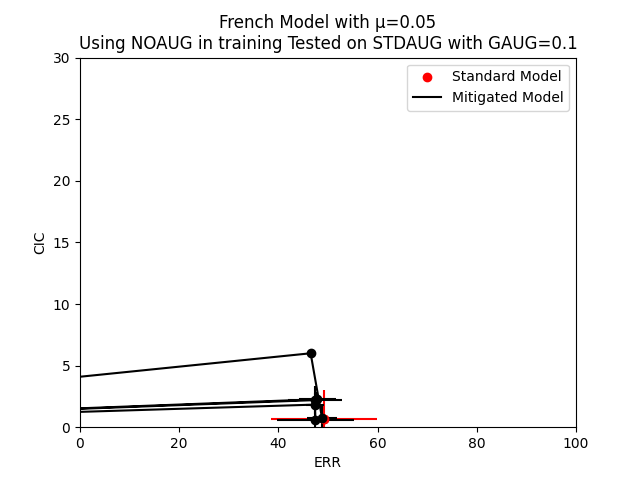 French Model with μ=0.05
Using NOAUG in training Tested on STDAUG with GAUG=0.1
30
25
20
15
10
5
0
CIC
Standard Model
Mitigated Model
0 20 40 60 80 100
ERR